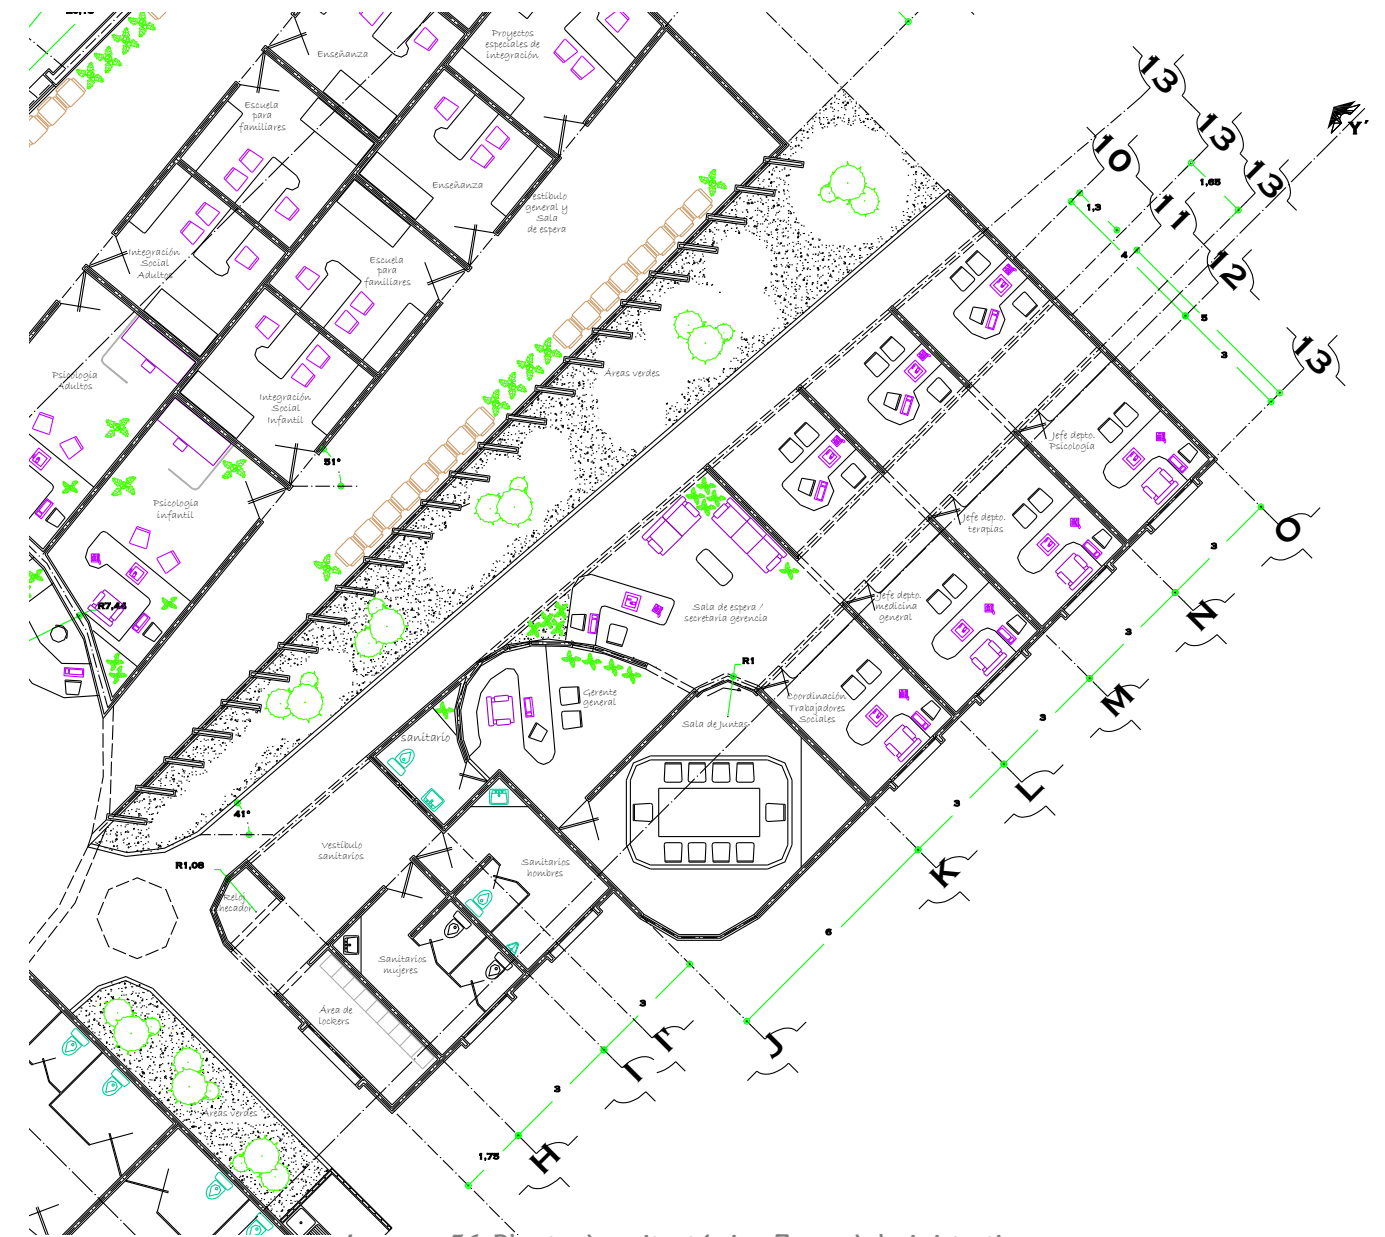 Enseñanza
Proyectos
especiales de
integración
Escuela
para
familiares
Enseñanza
Vestíbulo
general y
Sala
de espera
Integración
Social
Adultos
Escuela
para
familiares
Psicología
Adultos
Integración
Social
Infantil
Psicología
infantil
51°
R7,44
Áreas verdes
13
13
13
10
11
12
13
Y'
1,65
1,3
4
5
3
Jefe depto.
Psicología
Jefe depto.
terapias
Jefe depto.
medicina
general
Coordinación
Trabajadores
Sociales
Sala de espera /
secretaria gerencia
R1
Gerente
general
Sala de Juntas
sanitario
41°
R1,08
Vestíbulo
sanitarios
Reloj
checador
Sanitarios
hombres
Sanitarios
mujeres
Área de
lockers
Áreas verdes
O
3
N
3
M
3
L
3
K
6
J
3
I'
I
3
H
1,75